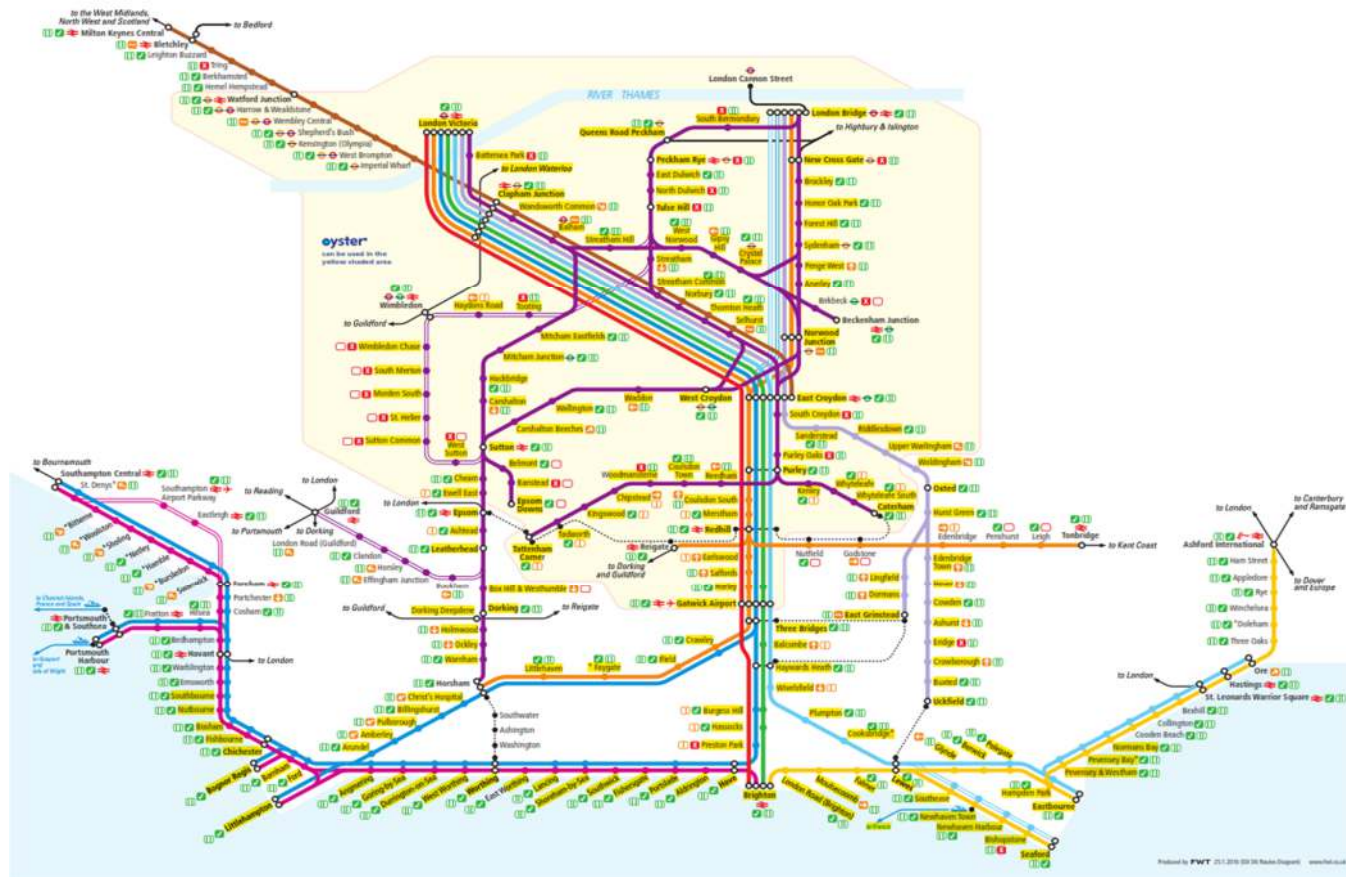 to the West Midlands,
North West and Scotland
to Bedford
Milton Keynes Central
Bletchley
Leighton Buzzard
Tring
Berkhamsted
Hemel Hempstead
Watford Junction
Harrow & Wealdstone
Wembley Central
Shepherd's Bush
Kensington (Olympia)
West Brompton
Imperial Wharf
RIVER THAMES
London Cannon Street
London Victoria
Battersea Park
to London Waterloo
Clapham Junction
Wandsworth Common
Balham
Streatham Hill
South Bermondsey
London Bridge
Queens Road Peckham
to Highbury & Islington
Peckham Rye
New Cross Gate
East Dulwich
Brockley
North Dulwich
Honor Oak Park
Tulse Hill
Forest Hill
West
Norwood
Gipsy
Hill
Crystal
Palace
Sydenham
Penge West
Anerley
Birkbeck
Beckenham Junction
Streatham
Streatham Common
Norbury
Thornton Heath
Selhurst
Norwood
Junction
oyster
can be used in the
yellow shaded area
Wimbledon
to Guildford
Haydons Road
Tooting
Wimbledon Chase
South Merton
Morden South
St. Helier
Sutton Common
West
Sutton
Mitcham Eastfields
Mitcham Junction
Hackbridge
Carshalton
Wallington
Waddon
West Croydon
East Croydon
Carshalton Beeches
South Croydon
Sanderstead
Riddlesdown
Upper Warlingham
Woldingham
Sutton
Belmont
Banstead
Epsom
Downs
Cheam
Ewell East
to London
Epsom
Ashtead
Leatherhead
Box Hill & Westhumble
Dorking Deepdene
Dorking
to Guildford
to Reigate
Holmwood
Ockley
Warnham
Horsham
Purley Oaks
Purley
Woodmansterne
Coulsdon
Town
Reedham
Chipstead
Kingswood
Tadworth
Tattenham
Corner
Coulsdon South
Merstham
Kenley
Whyteleafe
Whyteleafe South
Caterham
Redhill
Reigate
to Dorking
and Guildford
Nutfield
Godstone
Earlswood
Salfords
Horley
Gatwick Airport
Three Bridges
Balcombe
Haywards Heath
Wivelsfield
Burgess Hill
Hassocks
Preston Park
Oxted
Hurst Green
Edenbridge
Penshurst
Leigh
Tonbridge
to Kent Coast
Edenbridge
Town
Hever
Cowden
Ashurst
Eridge
Crowborough
Buxted
Uckfield
Lingfield
Dormans
East Grinstead
to London
to Canterbury
and Ramsgate
Ashford International
to Dover
and Europe
Ham Street
Appledore
Rye
Winchelsea
*Doleham
Three Oaks
Ore
Hastings
St. Leonards Warrior Square
to London
Bexhill
Collington
Cooden Beach
Normans Bay
Pevensey Bay*
Pevensey & Westham
to Bournemouth
Southampton Central
St. Denys*
Southampton
Airport Parkway
Eastleigh
*Bitterne
*Woolston
*Sholing
*Netley
*Hamble
*Bursledon
Swanwick
Fareham
Portchester
Cosham
to Reading
to London
Guildford
to Portsmouth
to Dorking
London Road (Guildford)
Clandon
Horsley
Effingham Junction
Bookham
to Channel Islands,
France and Spain
Portsmouth
& Southsea
Portsmouth
Harbour
to Gosport
and
Isle of Wight
Fratton
Hilsea
Bedhampton
Havant
to London
Warblington
Emsworth
Southbourne
Nutbourne
Bosham
Fishbourne
Chichester
Bognor Regis
Barnham
Ford
Littlehampton
Crawley
Ifield
*Faygate
Littlehaven
Christ's Hospital
Billingshurst
Pulborough
Amberley
Arundel
Southwater
Ashington
Washington
Angmering
Goring-by-Sea
Durrington-on-Sea
West Worthing
Worthing
East Worthing
Lancing
Shoreham-by-Sea
Southwick
Fishersgate
Portslade
Aldrington
Hove
Brighton
London Road (Brighton)
Moulsecoomb
Falmer
Lewes
Plumpton
Cooksbridge*
Glynde
Berwick
Polegate
Hampden Park
Eastbourne
Southease
Newhaven Town
Newhaven Harbour
Bishopstone
Seaford
to France